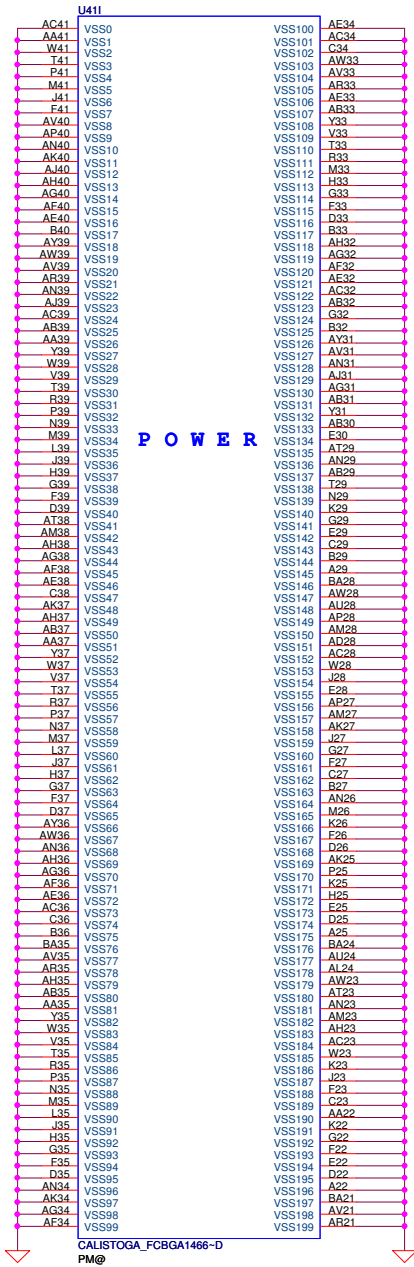 U41I
AC41 VSS0 VSS100 AE34
AA41 VSS1 VSS101 AC34
W41 VSS2 VSS102 C34
T41 VSS3 VSS103 AW33
P41 VSS4 VSS104 AV33
M41 VSS5 VSS105 AR33
J41 VSS6 VSS106 AE33
F41 VSS7 VSS107 AB33
AV40 VSS8 VSS108 Y33
AP40 VSS9 VSS109 V33
AN40 VSS10 VSS110 T33
AK40 VSS11 VSS111 R33
AJ40 VSS12 VSS112 M33
AH40 VSS13 VSS113 H33
AG40 VSS14 VSS114 G33
AF40 VSS15 VSS115 F33
AE40 VSS16 VSS116 D33
B40 VSS17 VSS117 B33
AY39 VSS18 VSS118 AH32
AW39 VSS19 VSS119 AG32
AV39 VSS20 VSS120 AF32
AR39 VSS21 VSS121 AE32
AN39 VSS22 VSS122 AC32
AJ39 VSS23 VSS123 AB32
AC39 VSS24 VSS124 G32
AB39 VSS25 VSS125 B32
AA39 VSS26 VSS126 AY31
Y39 VSS27 VSS127 AV31
W39 VSS28 VSS128 AN31
V39 VSS29 VSS129 AJ31
T39 VSS30 VSS130 AG31
R39 VSS31 VSS131 AB31
P39 VSS32 VSS132 Y31
N39 VSS33 VSS133 AB30
M39 VSS34 P O W E R VSS134 E30
L39 VSS35 VSS135 AT29
J39 VSS36 VSS136 AN29
H39 VSS37 VSS137 AB29
G39 VSS38 VSS138 T29
F39 VSS39 VSS139 N29
D39 VSS40 VSS140 K29
AT38 VSS41 VSS141 G29
AM38 VSS42 VSS142 E29
AH38 VSS43 VSS143 C29
AG38 VSS44 VSS144 B29
AF38 VSS45 VSS145 A29
AE38 VSS46 VSS146 BA28
C38 VSS47 VSS147 AW28
AK37 VSS48 VSS148 AU28
AH37 VSS49 VSS149 AP28
AB37 VSS50 VSS150 AM28
AA37 VSS51 VSS151 AD28
Y37 VSS52 VSS152 AC28
W37 VSS53 VSS153 W28
V37 VSS54 VSS154 J28
T37 VSS55 VSS155 E28
R37 VSS56 VSS156 AP27
P37 VSS57 VSS157 AM27
N37 VSS58 VSS158 AK27
M37 VSS59 VSS159 J27
L37 VSS60 VSS160 G27
J37 VSS61 VSS161 F27
H37 VSS62 VSS162 C27
G37 VSS63 VSS163 B27
F37 VSS64 VSS164 AN26
D37 VSS65 VSS165 M26
AY36 VSS66 VSS166 K26
AW36 VSS67 VSS167 F26
AN36 VSS68 VSS168 D26
AH36 VSS69 VSS169 AK25
AG36 VSS70 VSS170 P25
AF36 VSS71 VSS171 K25
AE36 VSS72 VSS172 H25
AC36 VSS73 VSS173 E25
C36 VSS74 VSS174 D25
B36 VSS75 VSS175 A25
BA35 VSS76 VSS176 BA24
AV35 VSS77 VSS177 AU24
AR35 VSS78 VSS178 AL24
AH35 VSS79 VSS179 AW23
AB35 VSS80 VSS180 AT23
AA35 VSS81 VSS181 AN23
Y35 VSS82 VSS182 AM23
W35 VSS83 VSS183 AH23
V35 VSS84 VSS184 AC23
T35 VSS85 VSS185 W23
R35 VSS86 VSS186 K23
P35 VSS87 VSS187 J23
N35 VSS88 VSS188 F23
M35 VSS89 VSS189 C23
L35 VSS90 VSS190 AA22
J35 VSS91 VSS191 K22
H35 VSS92 VSS192 G22
G35 VSS93 VSS193 F22
F35 VSS94 VSS194 E22
D35 VSS95 VSS195 D22
AN34 VSS96 VSS196 A22
AK34 VSS97 VSS197 BA21
AG34 VSS98 VSS198 AV21
AF34 VSS99 VSS199 AR21
CALISTOGA_FCBGA1466~D
PM@